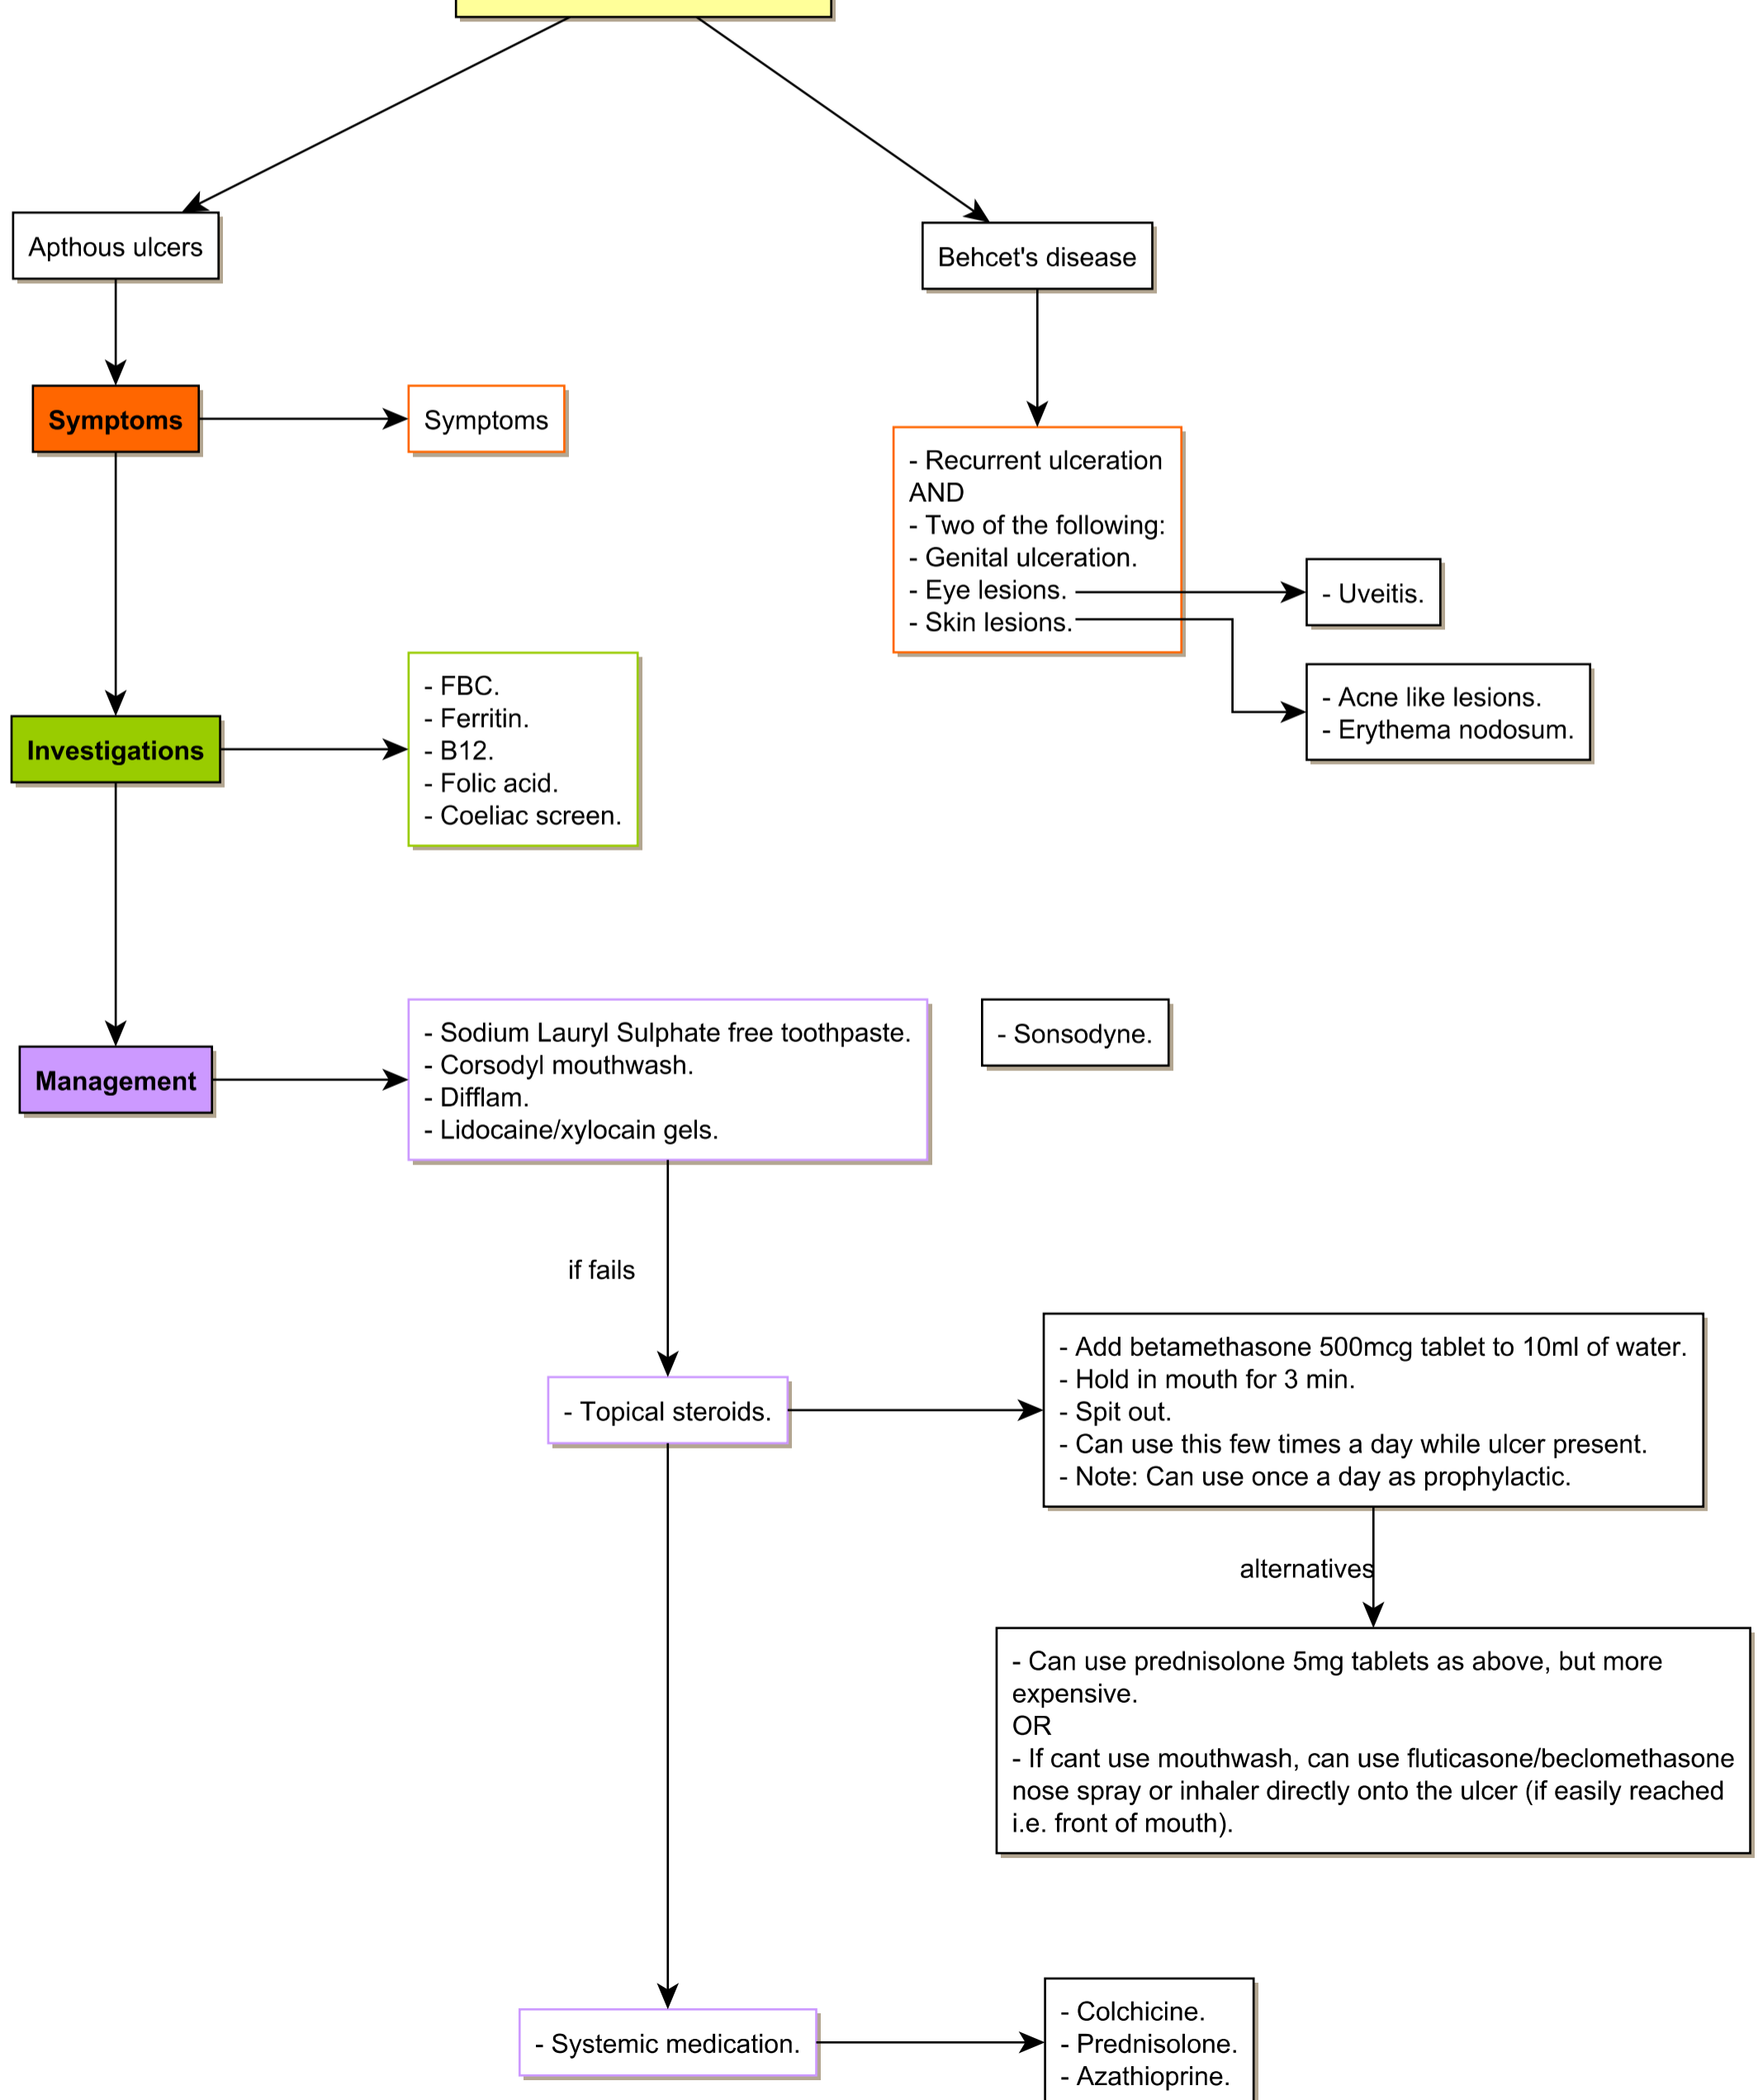 Apthous ulcers
Behcet's disease
Symptoms
Symptoms
- Recurrent ulceration
AND
- Two of the following:
- Genital ulceration.
- Eye lesions.
- Skin lesions.
- Uveitis.
- Acne like lesions.
- Erythema nodosum.
Investigations
- FBC.
- Ferritin.
- B12.
- Folic acid.
- Coeliac screen.
Management
- Sodium Lauryl Sulphate free toothpaste.
- Corsodyl mouthwash.
- Difflam.
- Lidocaine/xylocain gels.
- Sonsodyne.
if fails
- Topical steroids.
- Add betamethasone 500mcg tablet to 10ml of water.
- Hold in mouth for 3 min.
- Spit out.
- Can use this few times a day while ulcer present.
- Note: Can use once a day as prophylactic.
alternatives
- Can use prednisolone 5mg tablets as above, but more
expensive.
OR
- If cant use mouthwash, can use fluticasone/beclomethasone
nose spray or inhaler directly onto the ulcer (if easily reached
i.e. front of mouth).
- Systemic medication.
- Colchicine.
- Prednisolone.
- Azathioprine.